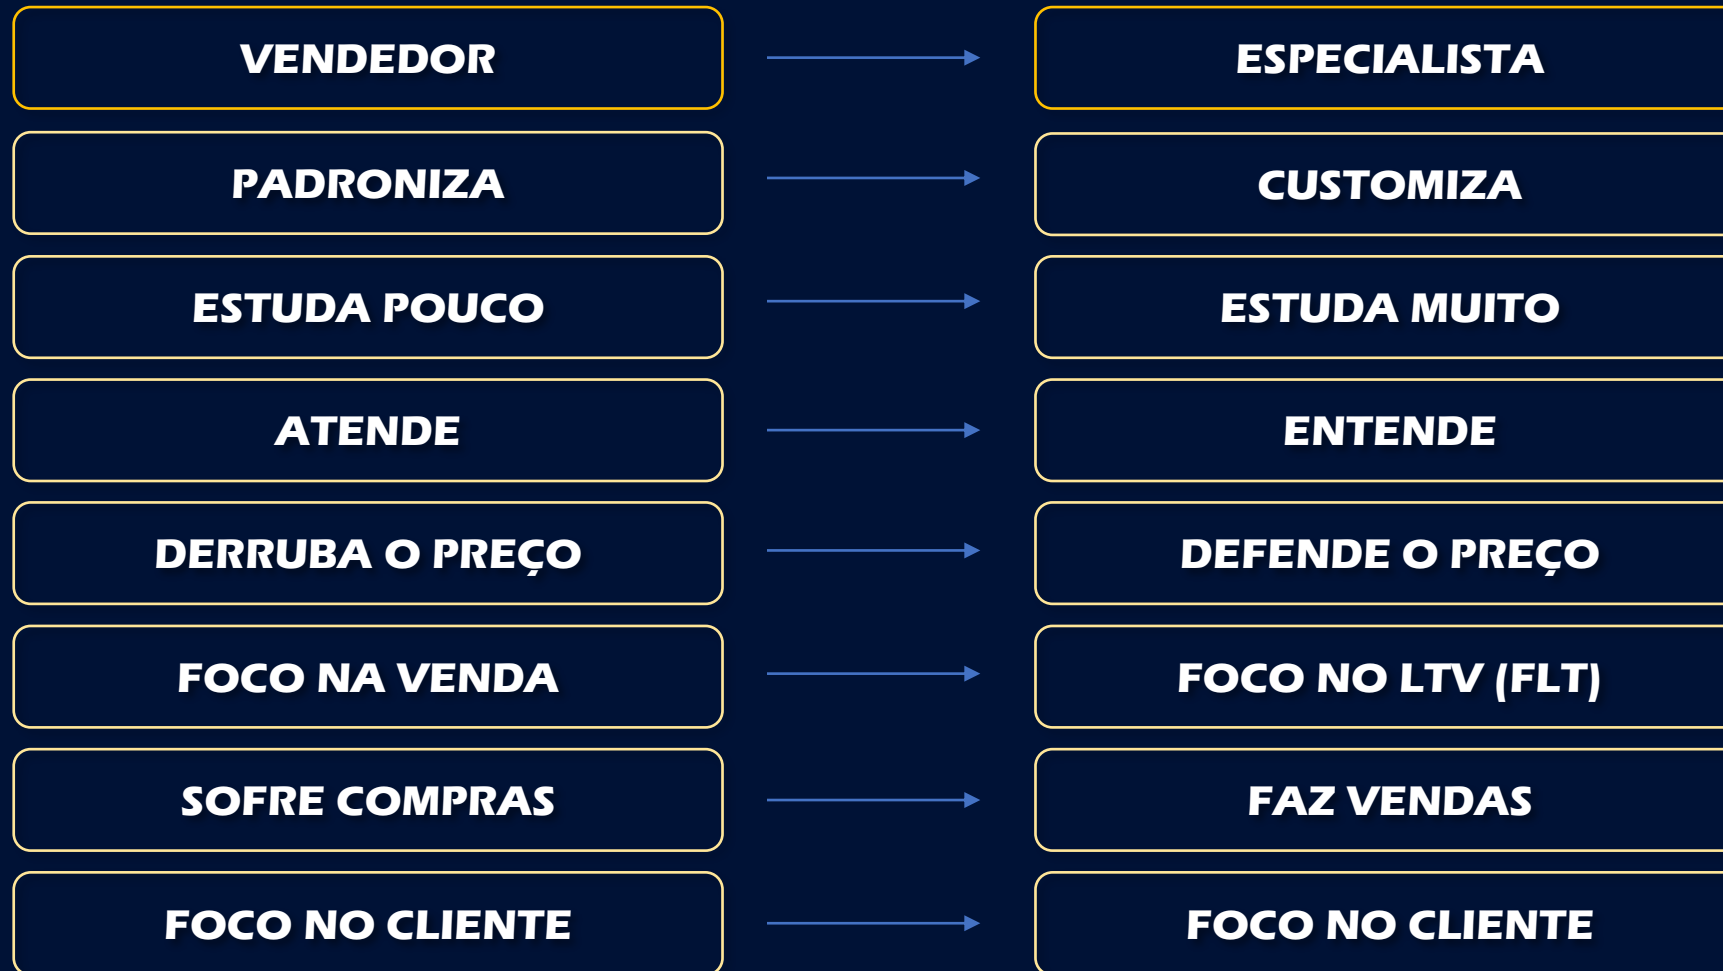 VENDEDOR
ESPECIALISTA
PADRONIZA
CUSTOMIZA
ESTUDA POUCO
ESTUDA MUITO
ATENDE
ENTENDE
DERRUBA O PREÇO
DEFENDE O PREÇO
FOCO NA VENDA
FOCO NO LTV (FLT)
SOFRE COMPRAS
FAZ VENDAS
FOCO NO CLIENTE
FOCO NO CLIENTE